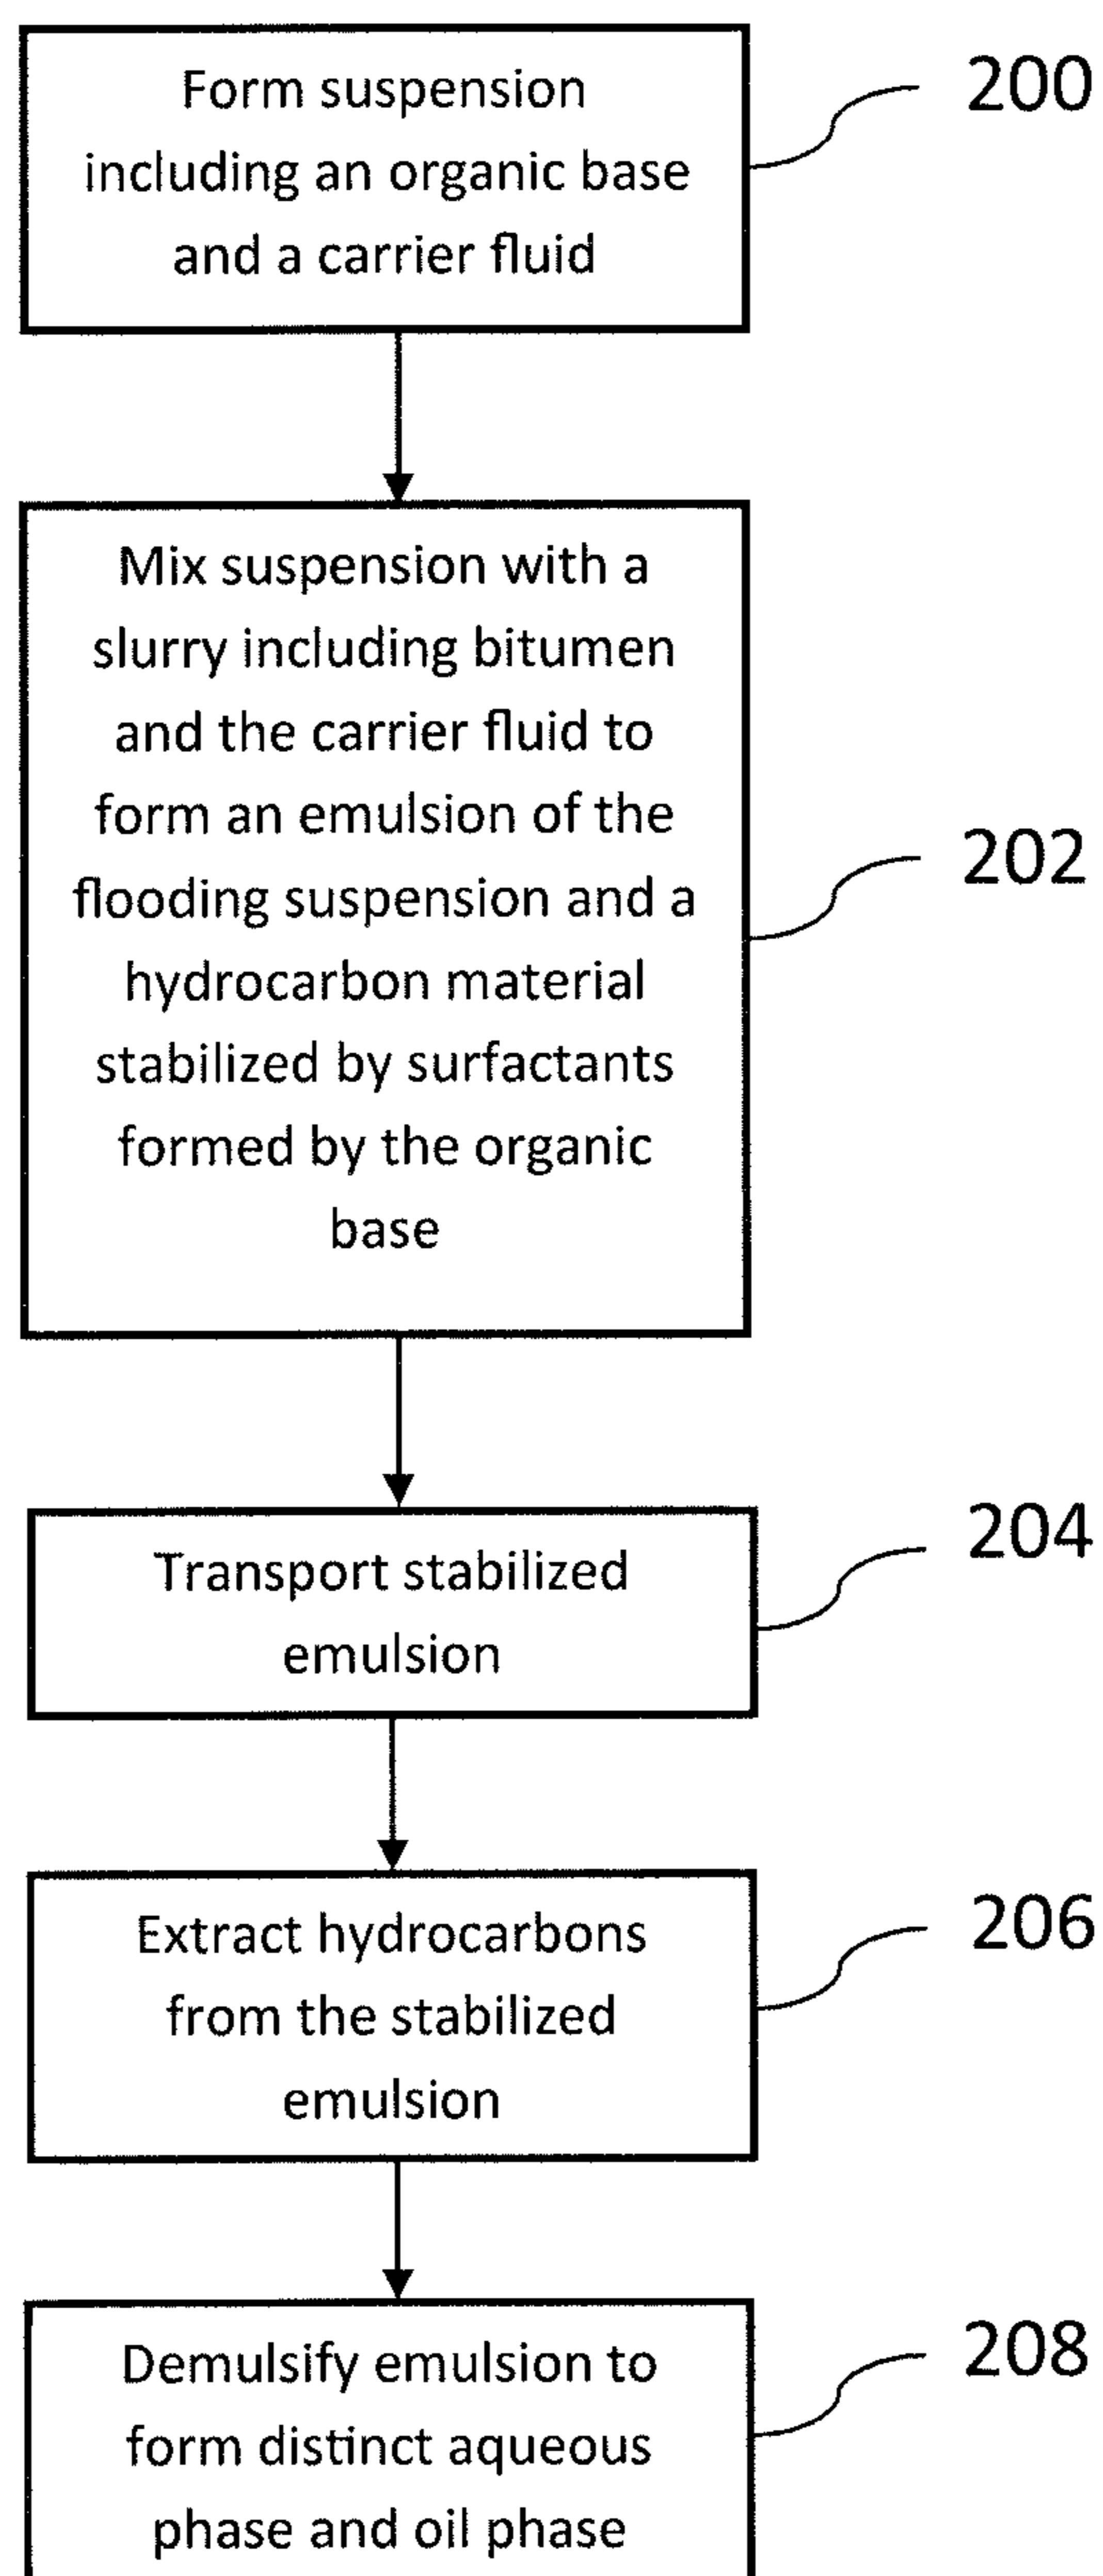 Form suspension
including an organic base
and a carrier fluid
200
Mix suspension with a
slurry including bitumen
and the carrier fluid to
form an emulsion of the
flooding suspension and a
hydrocarbon material
stabilized by surfactants
formed by the organic
base
202
Transport stabilized
emulsion
204
Extract hydrocarbons
from the stabilized
emulsion
206
Demulsify emulsion to
form distinct aqueous
phase and oil phase
208